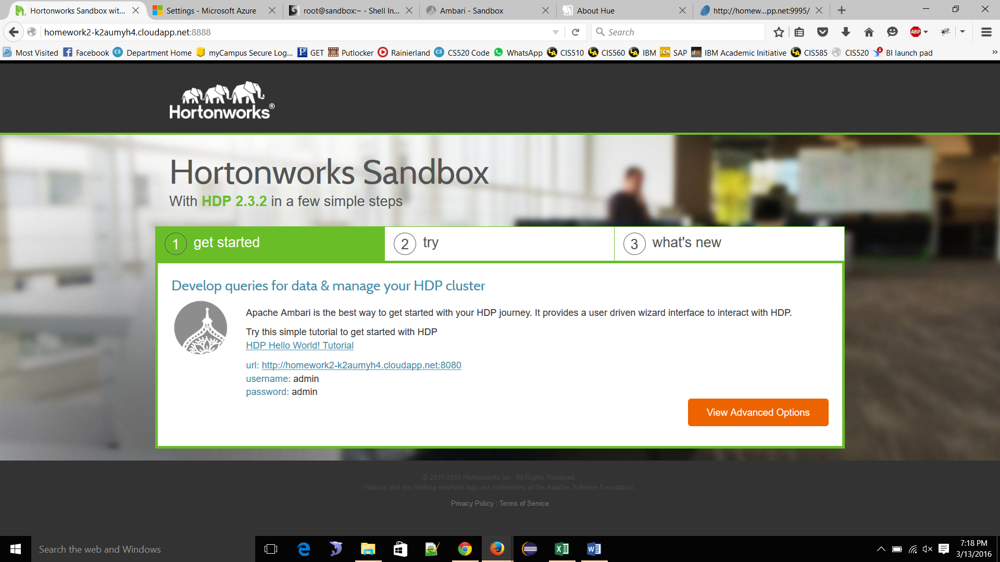 Hortonworks Sandbox wit...
Settings - Microsoft Azure
root@sandbox:~ - Shell In...
Ambari - Sandbox
About Hue
http://homew...pp.net:9995/
homework2-k2aumyh4.cloudapp.net:8888
Search
ABP
Most Visited
Facebook
Department Home
myCampus Secure Log...
GET
Putlocker
Rainierland
CS520 Code
WhatsApp
CIS510
CIS560
IBM
SAP
IBM Academic Initiative
CIS585
CIS520
BI launch pad
Hortonworks®
Hortonworks Sandbox
With HDP 2.3.2 in a few simple steps
1 get started
2 try
3 what's new
Develop queries for data & manage your HDP cluster
Apache Ambari is the best way to get started with your HDP journey. It provides a user driven wizard interface to interact with HDP.
Try this simple tutorial to get started with HDP
HDP Hello World! Tutorial
url: http://homework2-k2aumyh4.cloudapp.net:8080
username: admin
password: admin
View Advanced Options
© 2011-2015 Hortonworks Inc. All Rights Reserved.
Hadoop and the Hadoop elephant logo are trademarks of the Apache Software Foundation.
Privacy Policy | Terms of Service
Search the web and Windows
7:18 PM
3/13/2016